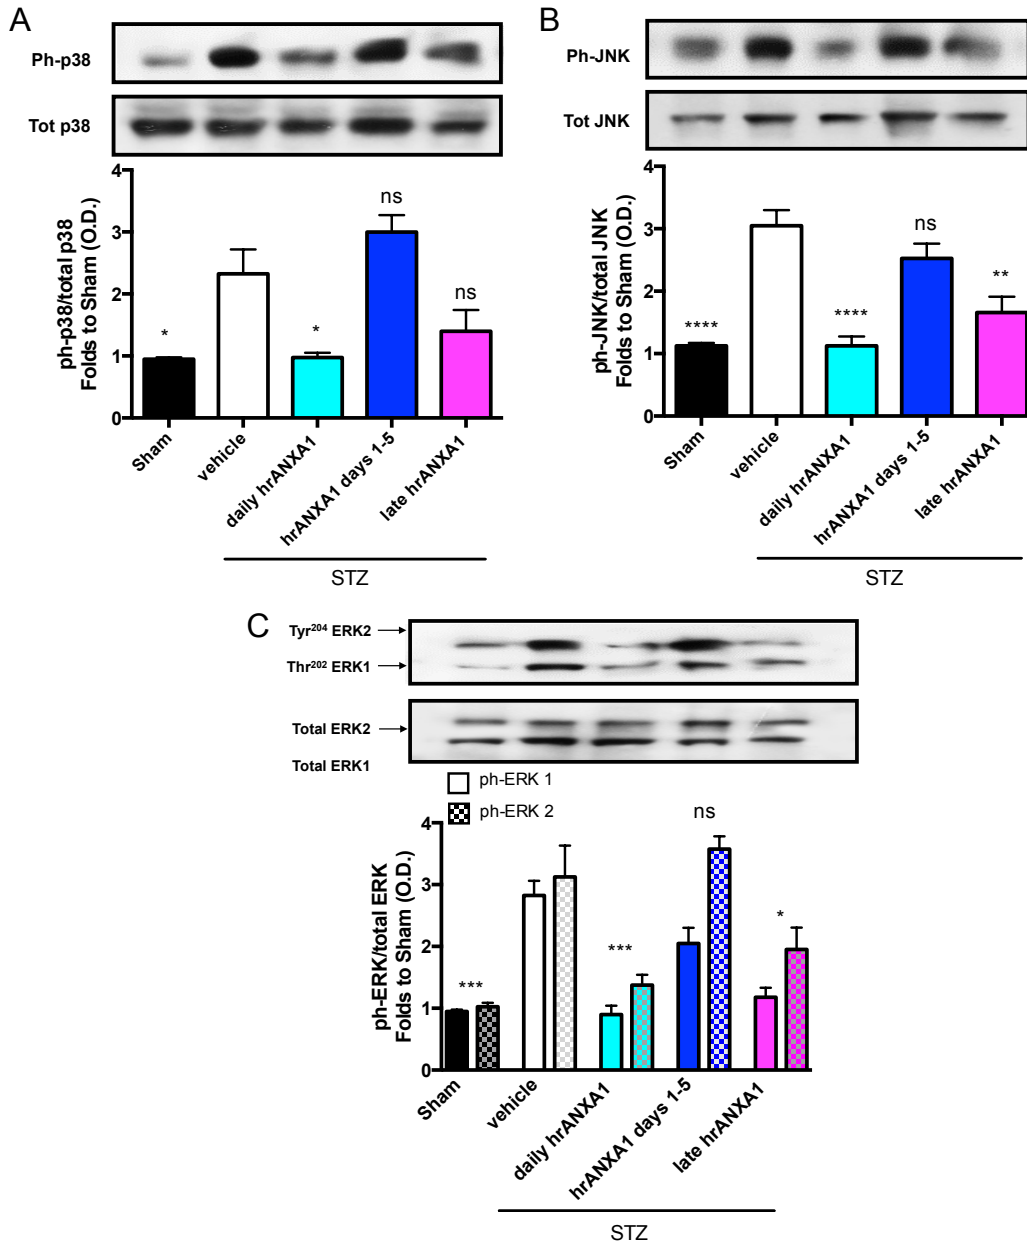 A
Ph-p38
Tot p38
ph-p38/total p38
Folds to Sham (O.D.)
4
3
2
1
0
*
*
ns
ns
Sham
vehicle
daily hrANXA1
hrANXA1 days 1-5
late hrANXA1
STZ
B
Ph-JNK
Tot JNK
ph-JNK/total JNK
Folds to Sham (O.D.)
4
3
2
1
0
****
****
ns
**
Sham
vehicle
daily hrANXA1
hrANXA1 days 1-5
late hrANXA1
STZ
C
Tyr²⁰⁴ ERK2
Thr²⁰² ERK1
Total ERK2
Total ERK1
ph-ERK 1
ph-ERK 2
ph-ERK/total ERK
Folds to Sham (O.D.)
4
3
2
1
0
***
***
ns
*
Sham
vehicle
daily hrANXA1
hrANXA1 days 1-5
late hrANXA1
STZ